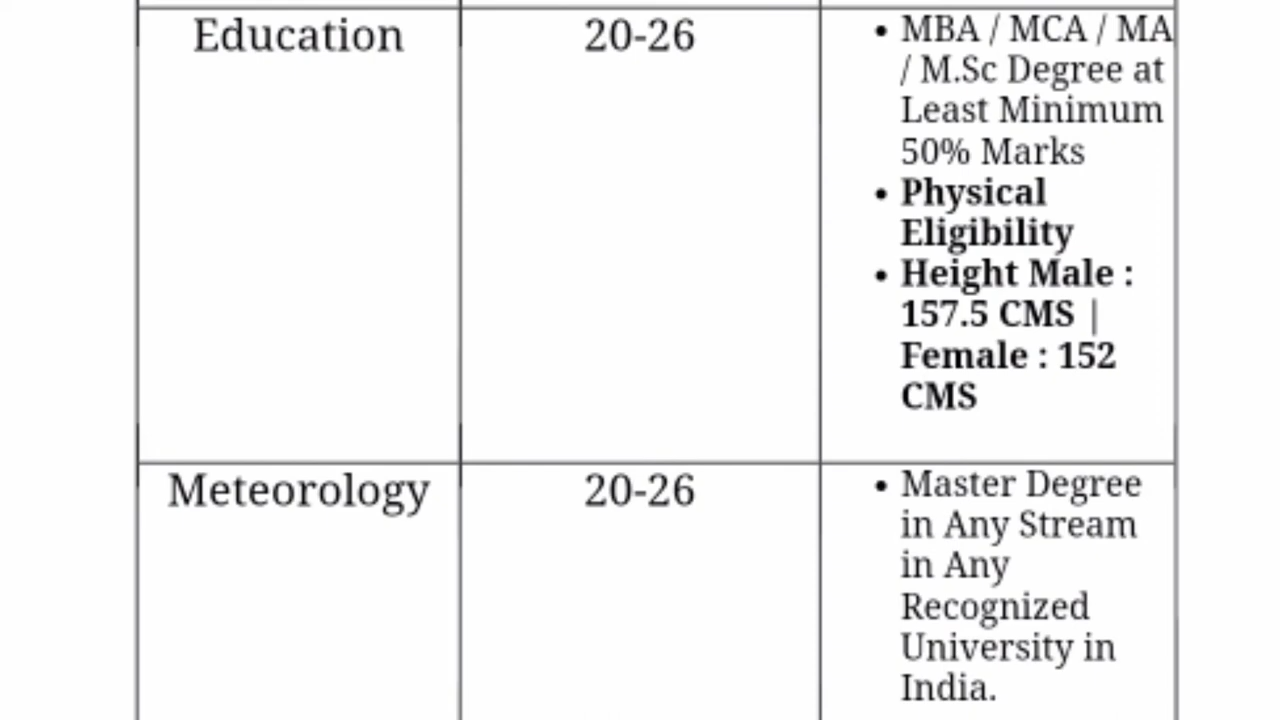 Education
20-26
• MBA / MCA / MA
/ M.Sc Degree at
Least Minimum
50% Marks
• Physical
Eligibility
• Height Male :
157.5 CMS |
Female : 152
CMS
Meteorology
20-26
• Master Degree
in Any Stream
in Any
Recognized
University in
India.